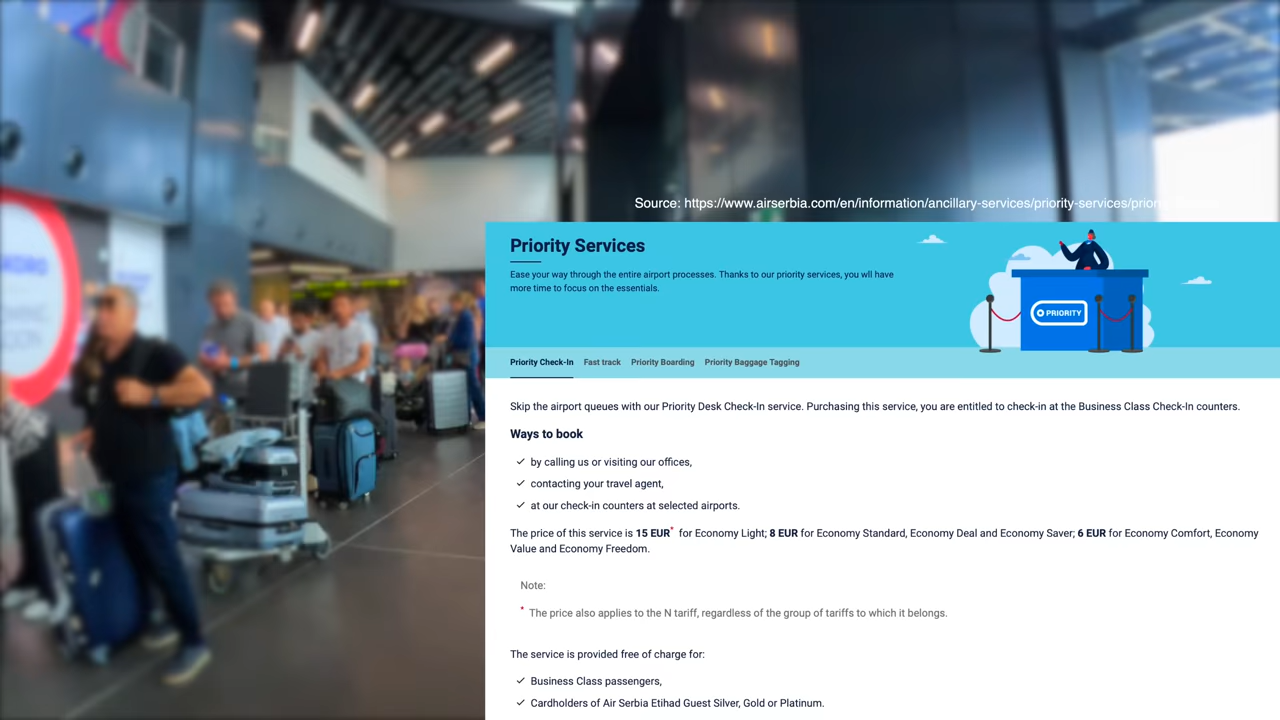 Source: https://www.airserbia.com/en/information/ancillary-services/priority-services/
Priority Services
Ease your way through the entire airport processes. Thanks to our priority services, you will have
more time to focus on the essentials.
PRIORITY
Priority Check-In Fast track Priority Boarding Priority Baggage Tagging
Skip the airport queues with our Priority Desk Check-In service. Purchasing this service, you are entitled to check-in at the Business Class Check-In counters.
Ways to book
✓ by calling us or visiting our offices,
✓ contacting your travel agent,
✓ at our check-in counters at selected airports.
The price of this service is 15 EUR* for Economy Light; 8 EUR for Economy Standard, Economy Deal and Economy Saver; 6 EUR for Economy Comfort, Economy
Value and Economy Freedom.
Note:
* The price also applies to the N tariff, regardless of the group of tariffs to which it belongs.
The service is provided free of charge for:
✓ Business Class passengers,
✓ Cardholders of Air Serbia Etihad Guest Silver, Gold or Platinum.